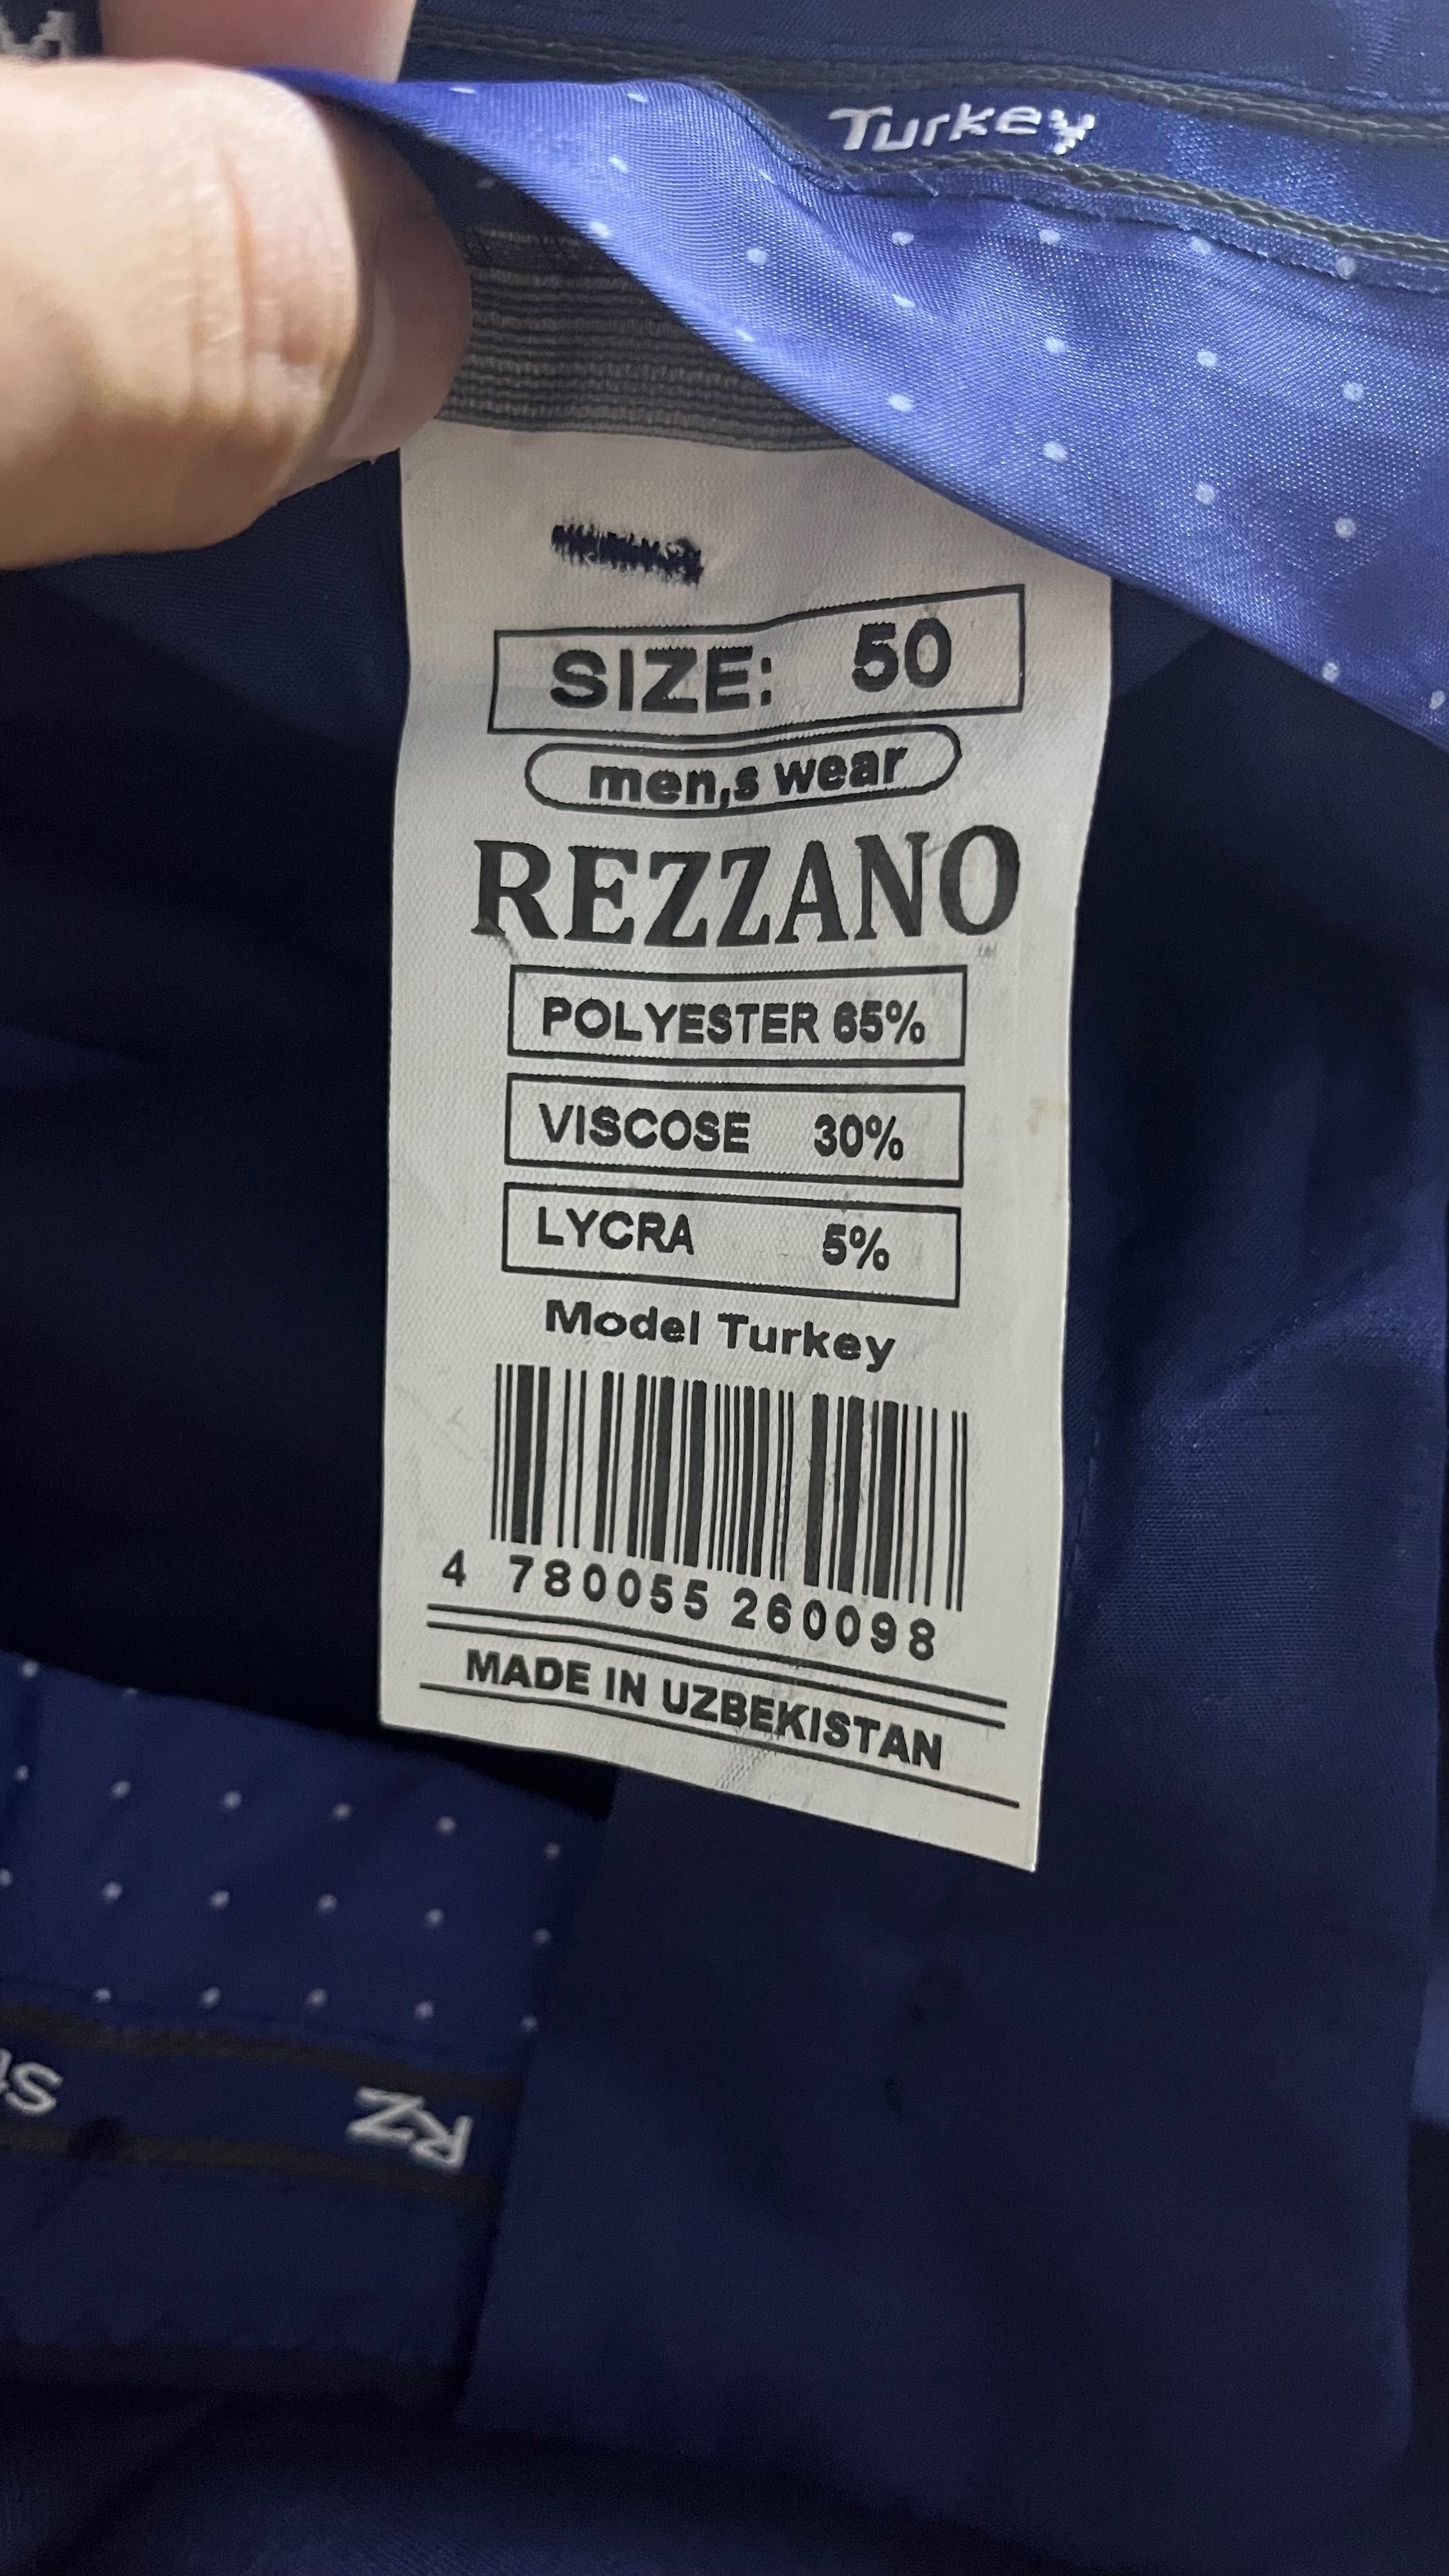 Turkey
SIZE: 50
men,s wear
REZZANO
POLYESTER 65%
VISCOSE 30%
LYCRA 5%
Model Turkey
4 780055 260098
MADE IN UZBEKISTAN
RZ